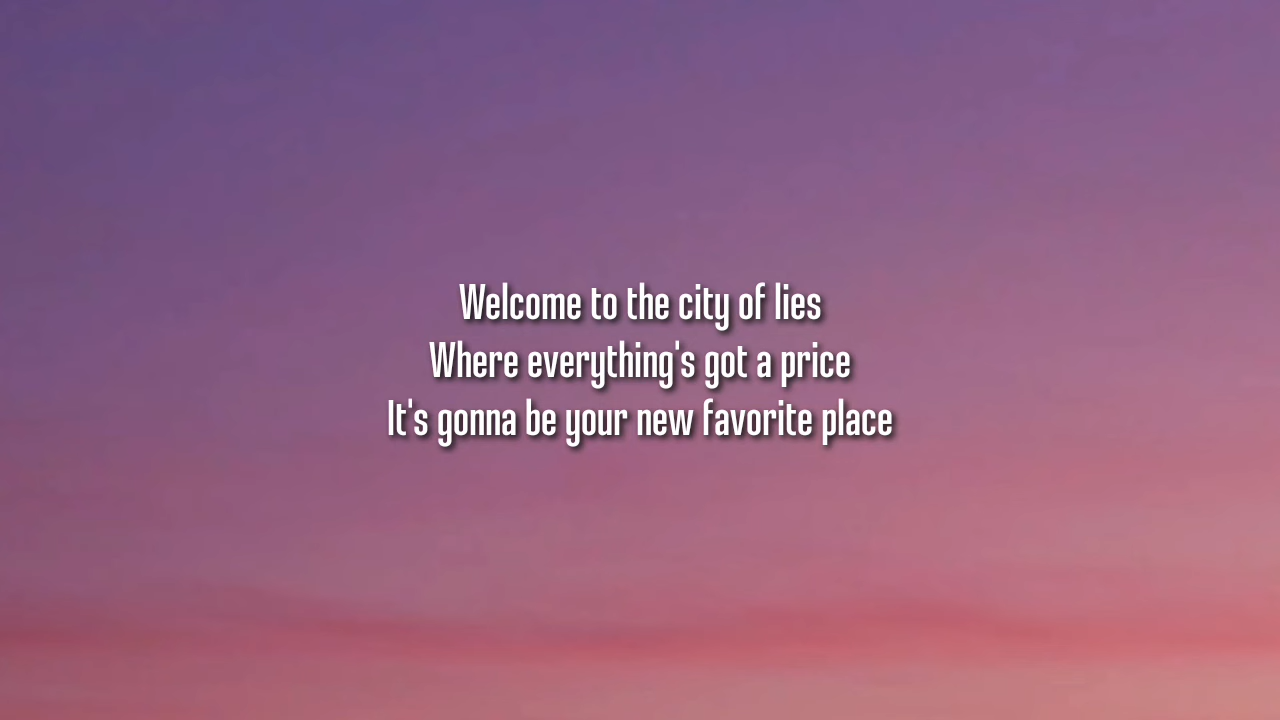 Welcome to the city of lies
Where everything's got a price
It's gonna be your new favorite place